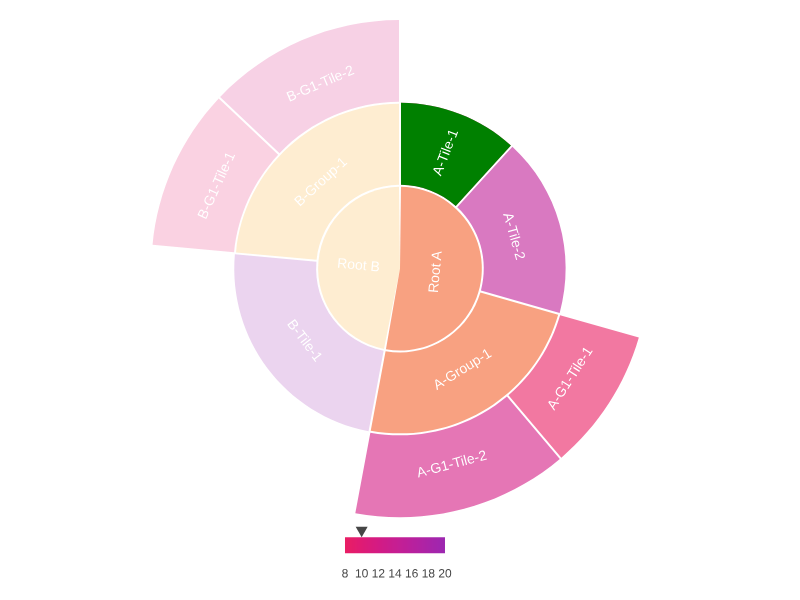 B-G1-Tile-2
B-G1-Tile-1
B-Group-1
A-Tile-1
A-Tile-2
Root B
Root A
B-Tile-1
A-Group-1
A-G1-Tile-1
A-G1-Tile-2
8 10 12 14 16 18 20